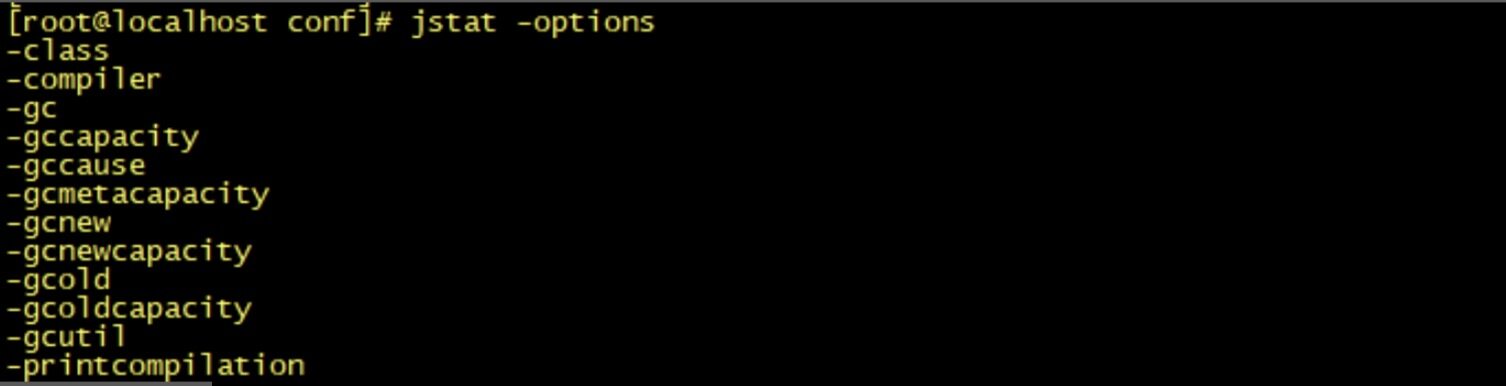 [root@localhost conf]# jstat -options
-class
-compiler
-gc
-gccapacity
-gccause
-gcmetacapacity
-gcnew
-gcnewcapacity
-gcold
-gcoldcapacity
-gcutil
-printcompilation